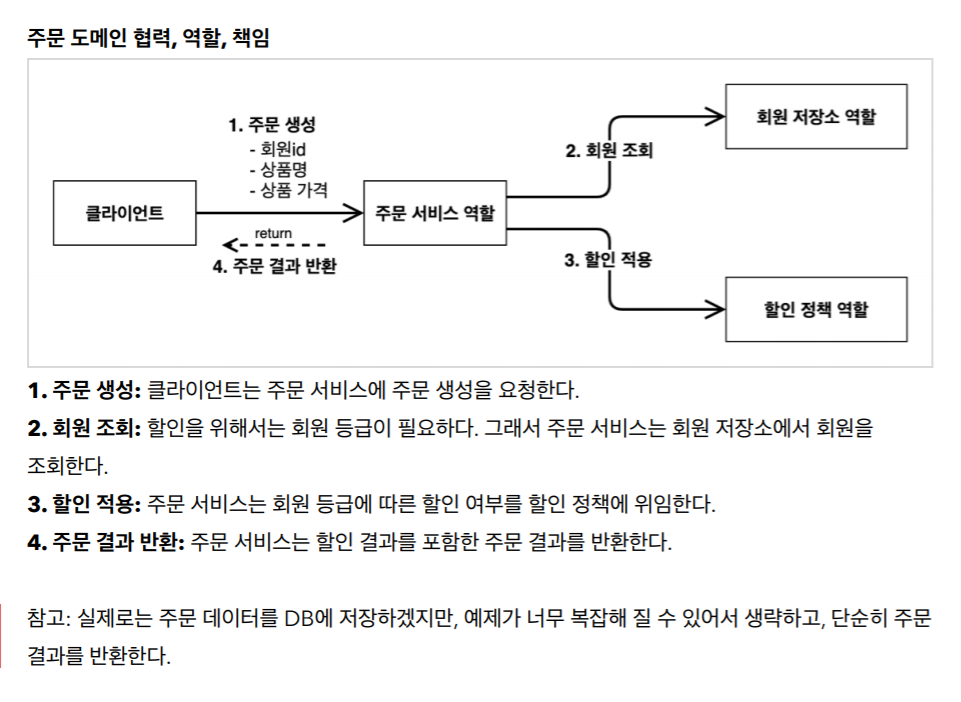 주문 도메인 협력, 역할, 책임
1. 주문 생성
- 회원id
- 상품명
- 상품 가격
클라이언트
주문 서비스 역할
return
4. 주문 결과 반환
2. 회원 조회
회원 저장소 역할
3. 할인 적용
할인 정책 역할
1. 주문 생성: 클라이언트는 주문 서비스에 주문 생성을 요청한다.
2. 회원 조회: 할인을 위해서는 회원 등급이 필요하다. 그래서 주문 서비스는 회원 저장소에서 회원을
조회한다.
3. 할인 적용: 주문 서비스는 회원 등급에 따른 할인 여부를 할인 정책에 위임한다.
4. 주문 결과 반환: 주문 서비스는 할인 결과를 포함한 주문 결과를 반환한다.
참고: 실제로는 주문 데이터를 DB에 저장하겠지만, 예제가 너무 복잡해 질 수 있어서 생략하고, 단순히 주문
결과를 반환한다.